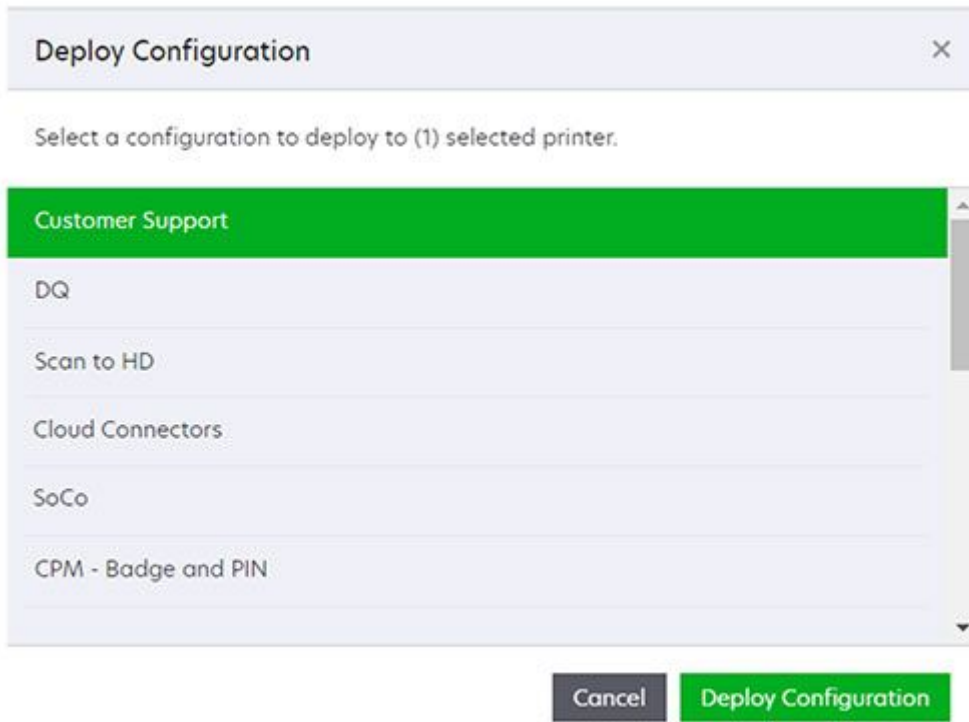 Deploy Configuration
Select a configuration to deploy to (1) selected printer.
Customer Support
DQ
Scan to HD
Cloud Connectors
SoCo
CPM - Badge and PIN
Cancel Deploy Configuration